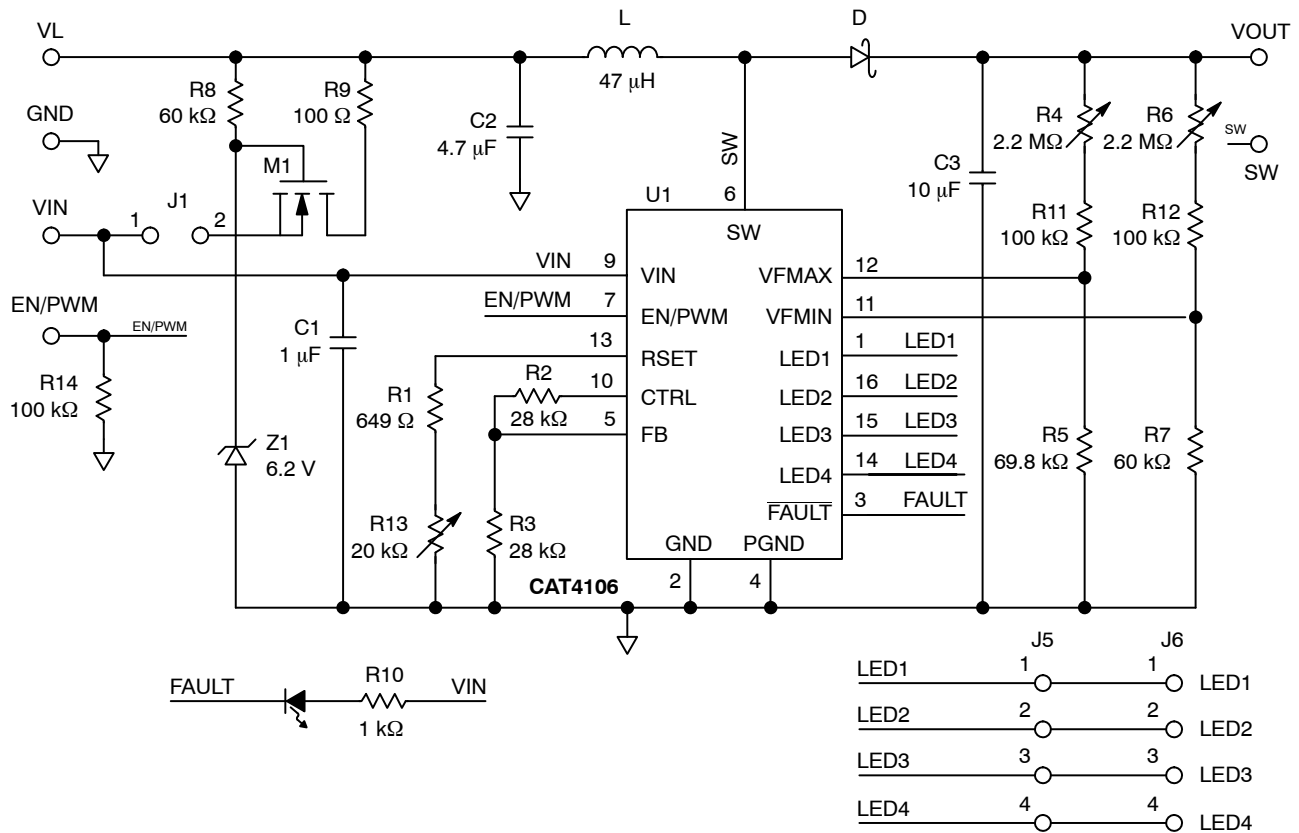 VL
L
D
VOUT
47 µH
R8
60 kΩ
R9
100 Ω
GND
C2
4.7 µF
SW
R4
2.2 MΩ
R6
2.2 MΩ
SW
SW
M1
C3
10 µF
VIN
1
J1
2
U1
6
SW
R11
100 kΩ
R12
100 kΩ
VIN
9
VIN
VFMAX
12
EN/PWM
EN/PWM
EN/PWM
7
EN/PWM
VFMIN
11
C1
1 µF
13
RSET
LED1
1
LED1
R14
100 kΩ
R1
649 Ω
R2
28 kΩ
10
CTRL
LED2
16
LED2
5
FB
LED3
15
LED3
Z1
6.2 V
LED4
14
LED4
R5
69.8 kΩ
R7
60 kΩ
FAULT
3
FAULT
R13
20 kΩ
R3
28 kΩ
GND
PGND
2
4
CAT4106
FAULT
R10
1 kΩ
VIN
J5
J6
LED1
1
1
LED1
LED2
2
2
LED2
LED3
3
3
LED3
LED4
4
4
LED4